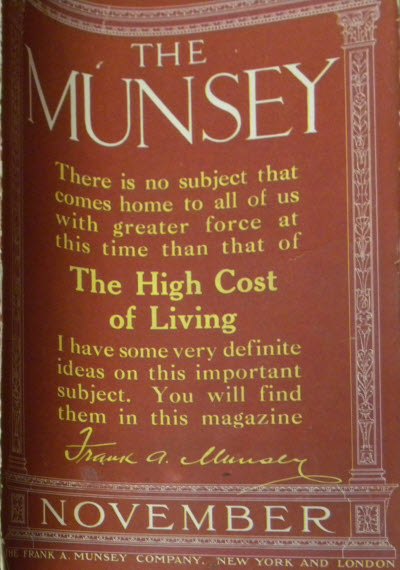 THE
MUNSEY
There is no subject that
comes home to all of us
with greater force at
this time than that of
The High Cost
of Living
I have some very definite
ideas on this important
subject. You will find
them in this magazine
Frank A. Munsey
NOVEMBER
THE FRANK A. MUNSEY COMPANY, NEW YORK AND LONDON